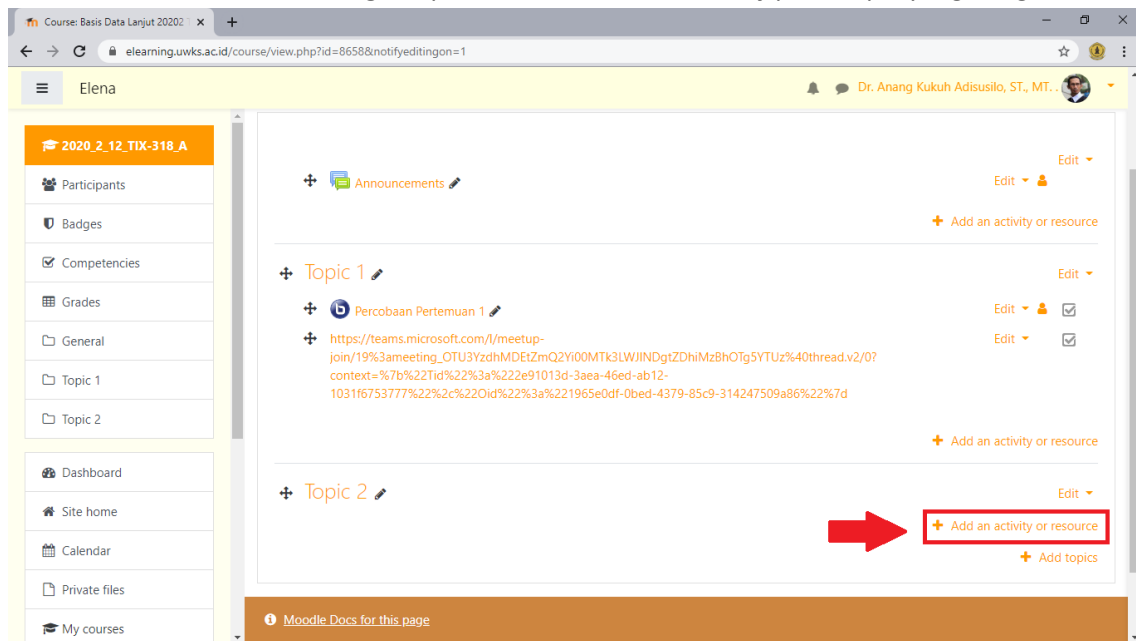 Course: Basis Data Lanjut 20202
elearning.uwks.ac.id/course/view.php?id=8658&notifyeditingon=1
Elena
Dr. Anang Kukuh Adisusilo, ST., MT. .
2020_2_12_TIX-318_A
Participants
Badges
Competencies
Grades
General
Topic 1
Topic 2
Dashboard
Site home
Calendar
Private files
My courses
Edit
Announcements
Edit
+ Add an activity or resource
Topic 1
Edit
Percobaan Pertemuan 1
Edit
https://teams.microsoft.com/l/meetup-
join/19%3ameeting_OTU3YzdhMDEtZmQ2Yi00MTk3LWJINDgtZDhiMzBhOTg5YTUz%40thread.v2/0?
context=%7b%22Tid%22%3a%222e91013d-3aea-46ed-ab12-
1031f6753777%22%2c%22Oid%22%3a%221965e0df-0bed-4379-85c9-314247509a86%22%7d
Edit
+ Add an activity or resource
Topic 2
Edit
+ Add an activity or resource
+ Add topics
Moodle Docs for this page